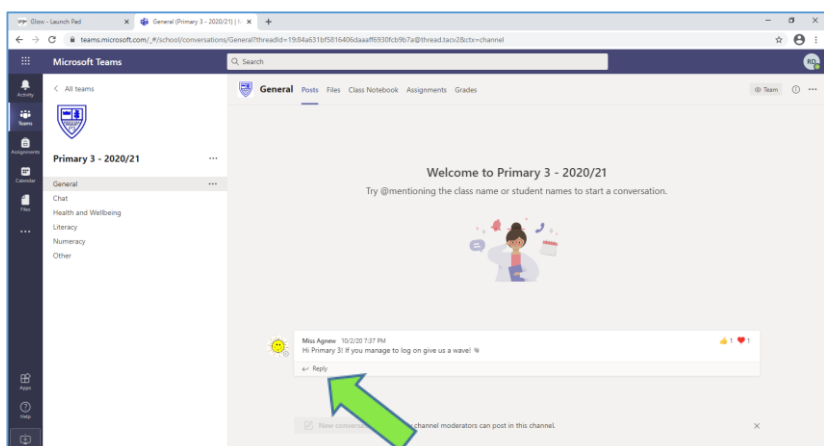 Glow - Launch Pad
General (Primary 3 - 2020/21) |
teams.microsoft.com/_#/school/conversations/General?threadId=19:84a631bf5816406daaaff6930fcb9b7a@thread.tacv2&ctx=channel
Microsoft Teams
Search
RD
Activity
Teams
Assignments
Calendar
Files
Apps
Help
All teams
Primary 3 - 2020/21
General
Chat
Health and Wellbeing
Literacy
Numeracy
Other
General Posts Files Class Notebook Assignments Grades
Team
Welcome to Primary 3 - 2020/21
Try @mentioning the class name or student names to start a conversation.
Miss Agnew 10/2/20 7:37 PM
1 1
Hi Primary 3! If you manage to log on give us a wave!
Reply
New channel moderators can post in this channel.